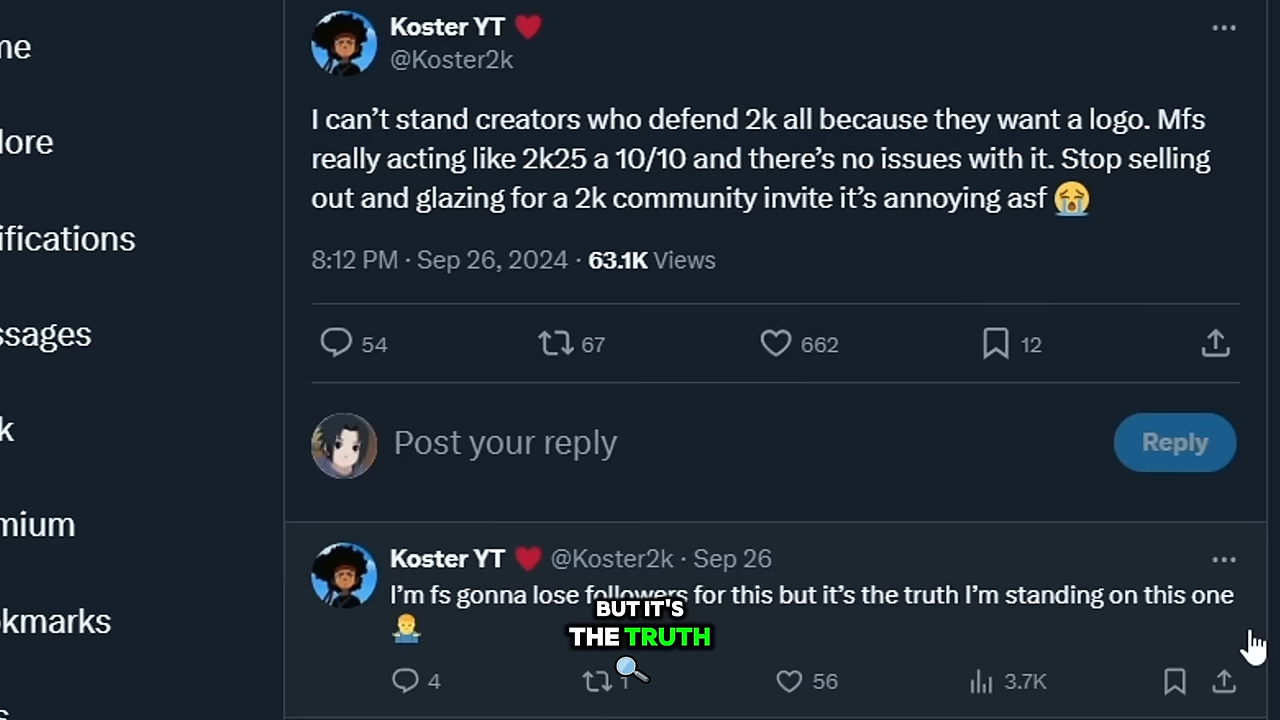 Koster YT
@Koster2k
I can't stand creators who defend 2k all because they want a logo. Mfs
really acting like 2k25 a 10/10 and there's no issues with it. Stop selling
out and glazing for a 2k community invite it's annoying asf
8:12 PM · Sep 26, 2024 · 63.1K Views
54 67 662 12
Post your reply
Reply
Koster YT @Koster2k · Sep 26
I'm fs gonna lose followers for this but it's the truth I'm standing on this one
BUT IT'S
THE TRUTH
4 1 56 3.7K
me
lore
ifications
ssages
k
mium
okmarks
s